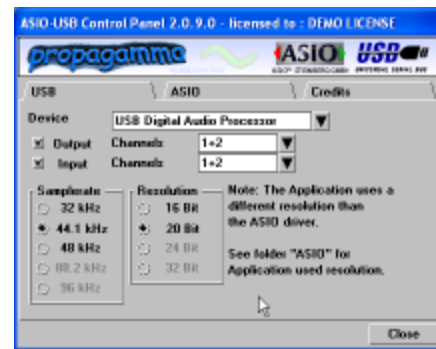 ASIO-USB Control Panel 2.0.9.0 - licensed to : DEMO LICENSE
propagamma
ASIO
USB
UNIVERSAL SERIAL BUS
USB
ASIO
Credits
Device
USB Digital Audio Processor
Output
Channels
1+2
Input
Channels
1+2
Samplerate
32 kHz
44.1 kHz
48 kHz
88.2 kHz
96 kHz
Resolution
16 Bit
20 Bit
24 Bit
32 Bit
Note: The Application uses a
different resolution than
the ASIO driver.
See folder "ASIO" for
Application used resolution.
Close